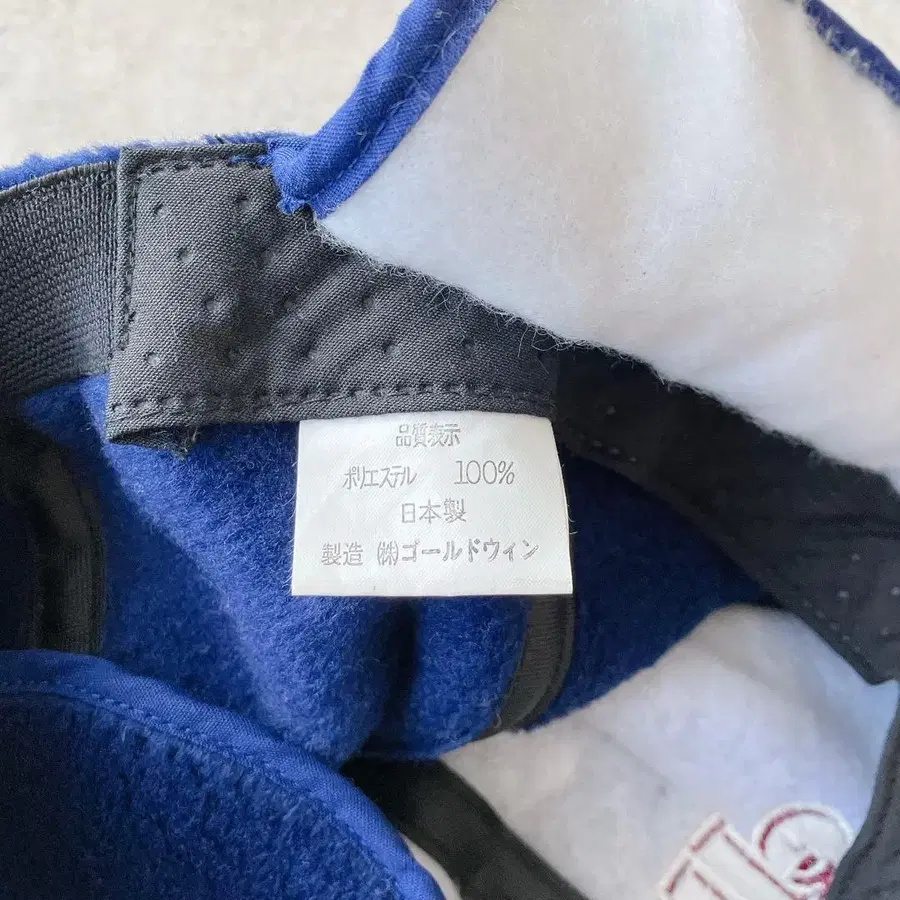 品質表示
ポリエステル 100%
日本製
製造 ㈱ゴールドウイン